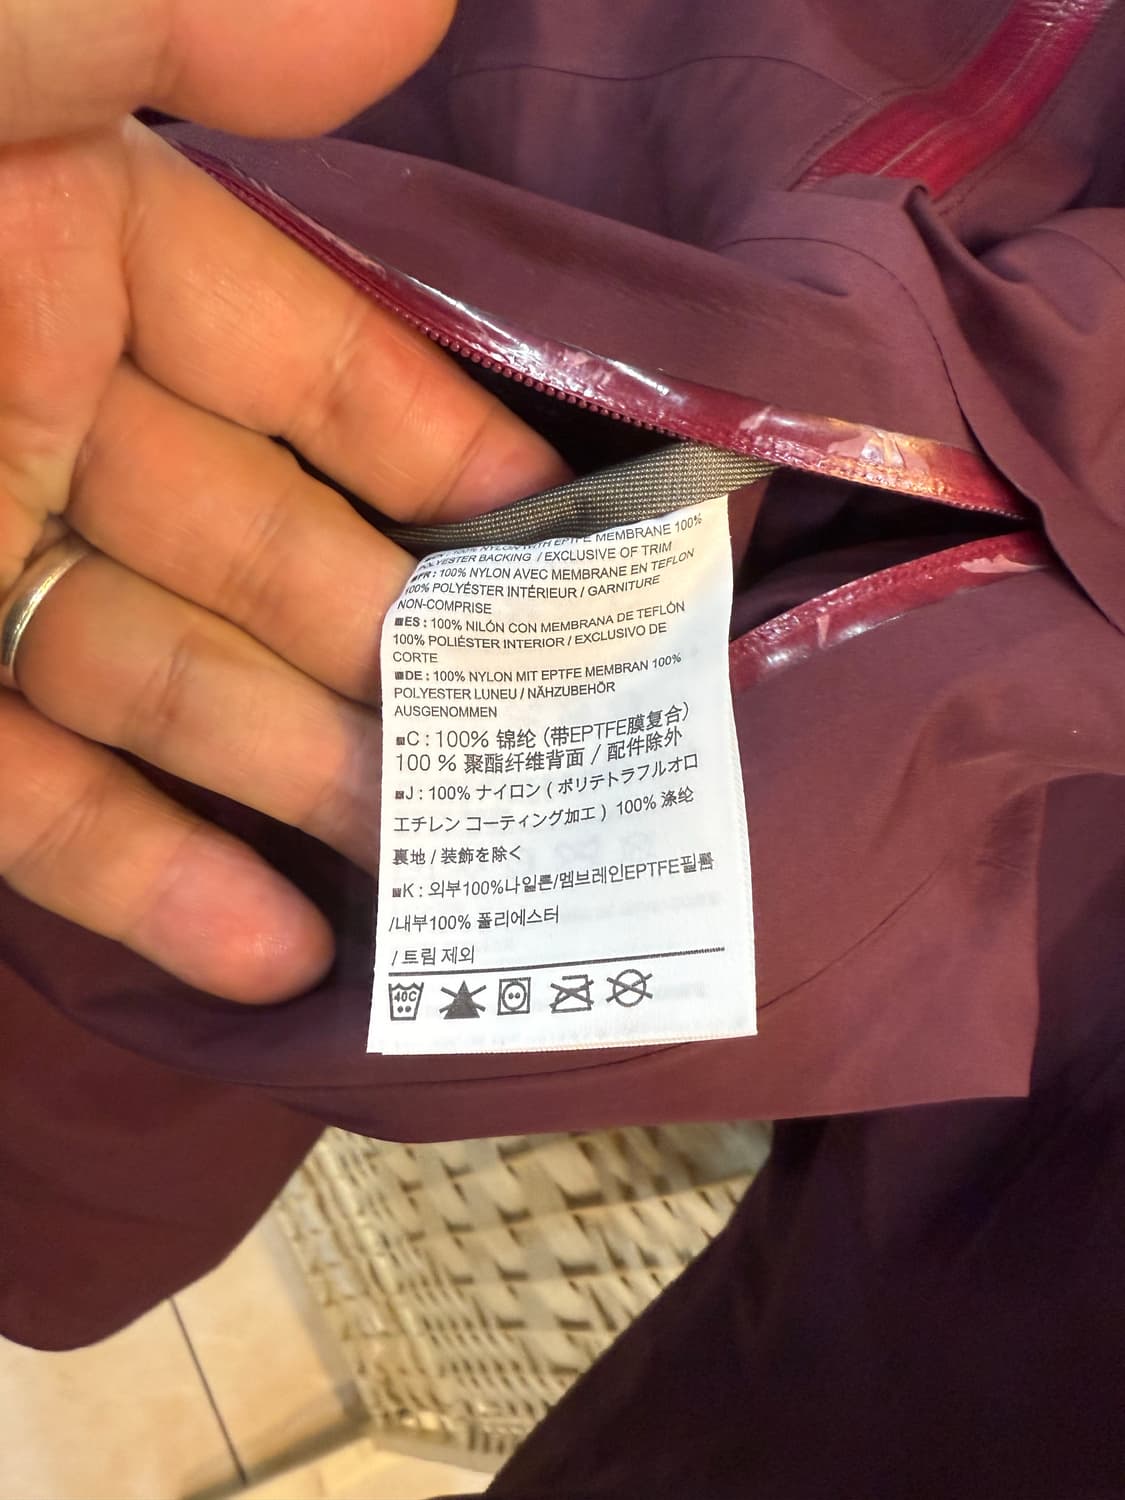 100% NYLON WITH EPTFE MEMBRANE 100%
POLYESTER BACKING / EXCLUSIVE OF TRIM
■FR : 100% NYLON AVEC MEMBRANE EN TEFLON
100% POLYÉSTER INTÉRIEUR / GARNITURE
NON-COMPRISE
■ES : 100% NILÓN CON MEMBRANA DE TEFLÓN
100% POLIÉSTER INTERIOR / EXCLUSIVO DE
CORTE
■DE : 100% NYLON MIT EPTFE MEMBRAN 100%
POLYESTER LUNEU / NÄHZUBEHÖR
AUSGENOMMEN
■C : 100% 锦纶 (带EPTFE膜复合)
100 % 聚酯纤维背面 / 配件除外
■J : 100% ナイロン ( ポリテトラフルオロ
エチレン コーティング加工 ) 100% 涤纶
裏地 / 装飾を除く
■K : 외부100%나일론/멤브레인EPTFE필름
/내부100% 폴리에스터
/ 트림 제외
40C